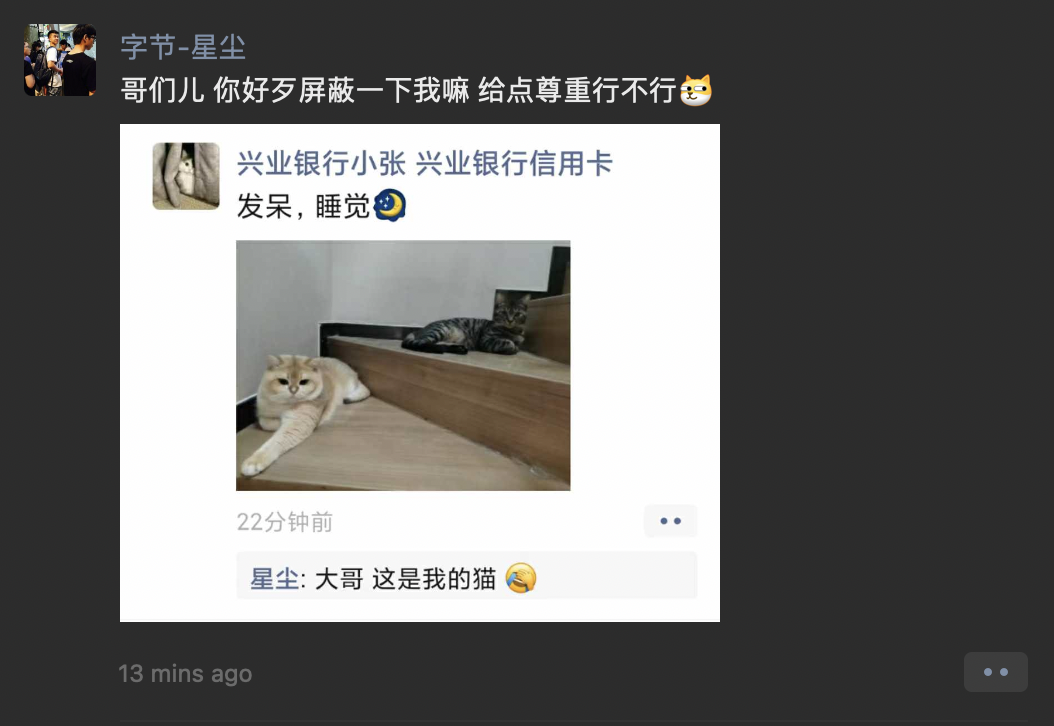 字节-星尘
哥们儿 你好歹屏蔽一下我嘛 给点尊重行不行
兴业银行小张 兴业银行信用卡
发呆，睡觉
22分钟前
星尘: 大哥 这是我的猫
13 mins ago